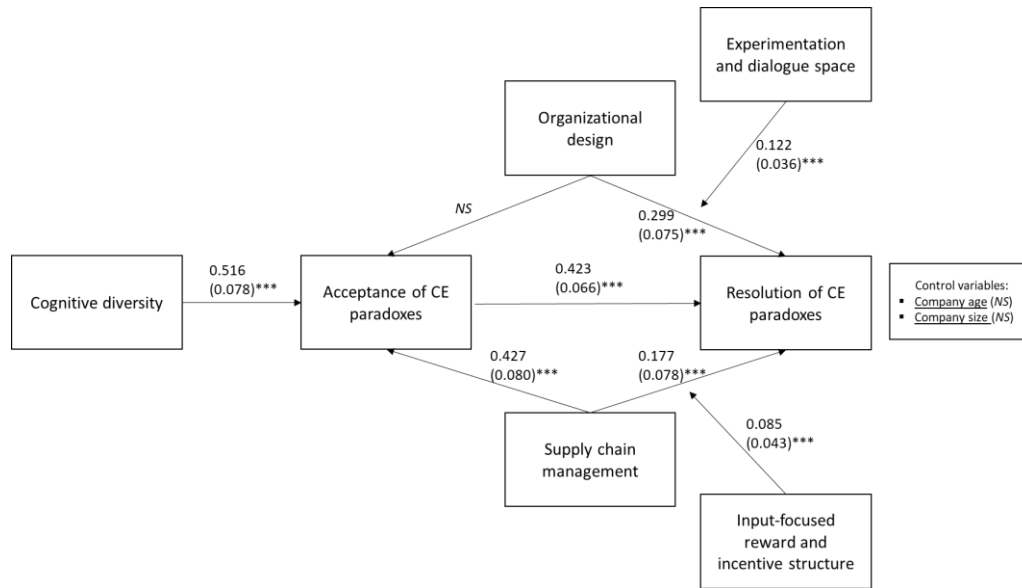 Experimentation
and dialogue space
Organizational
design
0.122
(0.036)***
NS
0.299
(0.075)***
Cognitive diversity
0.516
(0.078)***
Acceptance of CE
paradoxes
0.423
(0.066)***
Resolution of CE
paradoxes
Control variables:
▪ Company age (NS)
▪ Company size (NS)
0.427
(0.080)***
0.177
(0.078)***
Supply chain
management
0.085
(0.043)***
Input-focused
reward and
incentive structure